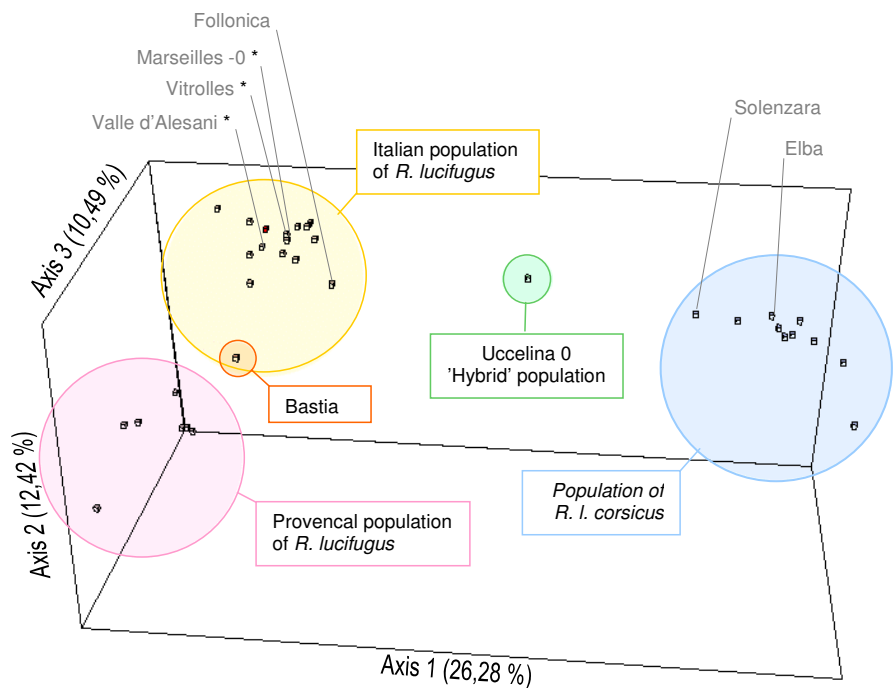 Follonica
Marseilles -0 *
Vitrolles *
Valle d'Alesani *
Solenzara
Elba
Italian population
of R. lucifugus
Axis 3 (10,49 %)
Uccelina 0
'Hybrid' population
Bastia
Population of
R. l. corsicus
Provencal population
of R. lucifugus
Axis 2 (12,42 %)
Axis 1 (26,28 %)